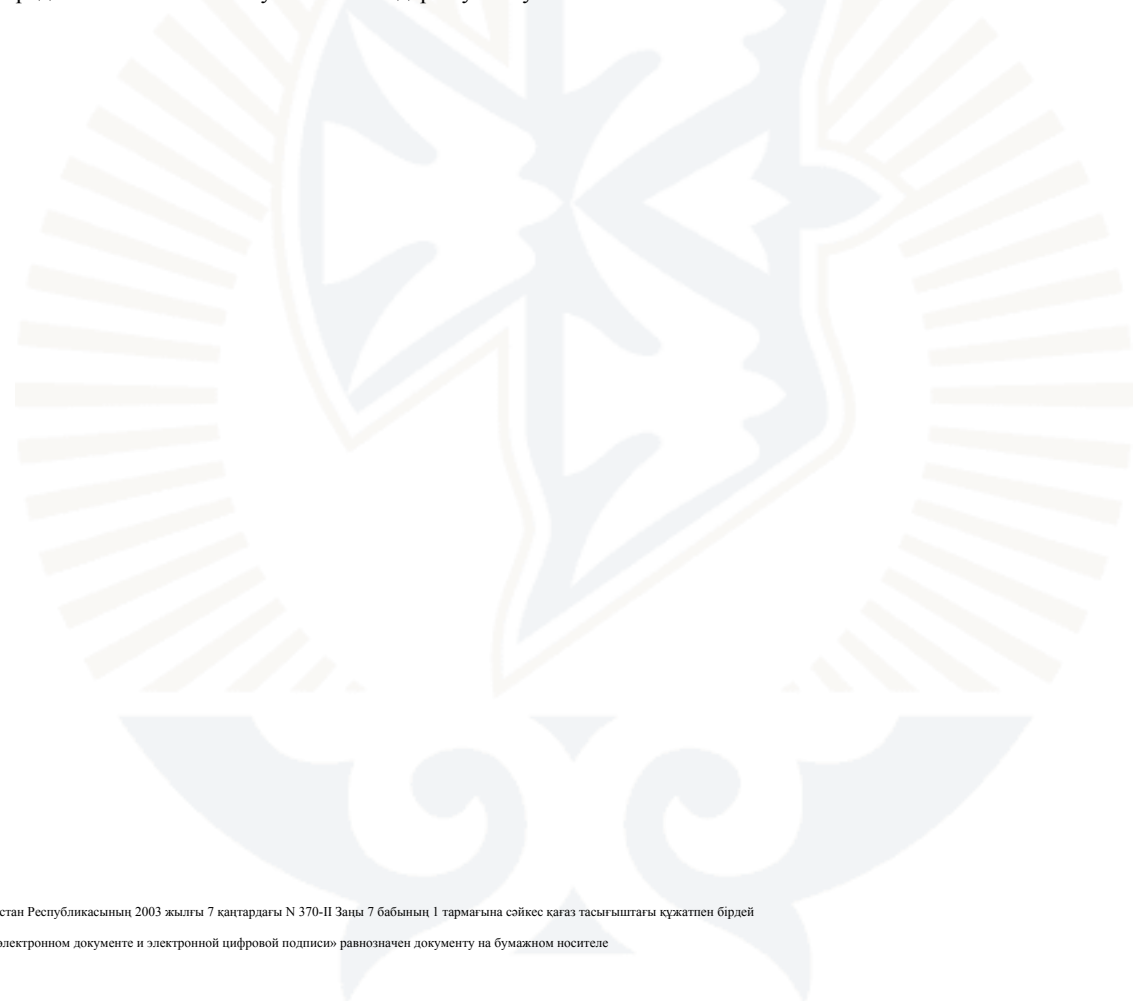 стан Республикасының 2003 жылғы 7 қаңтардағы N 370-II Заңы 7 бабының 1 тармағына сәйкес қағаз тасығыштағы құжатпен бірдей
электронном документе и электронной цифровой подписи» равнозначен документу на бумажном носителе